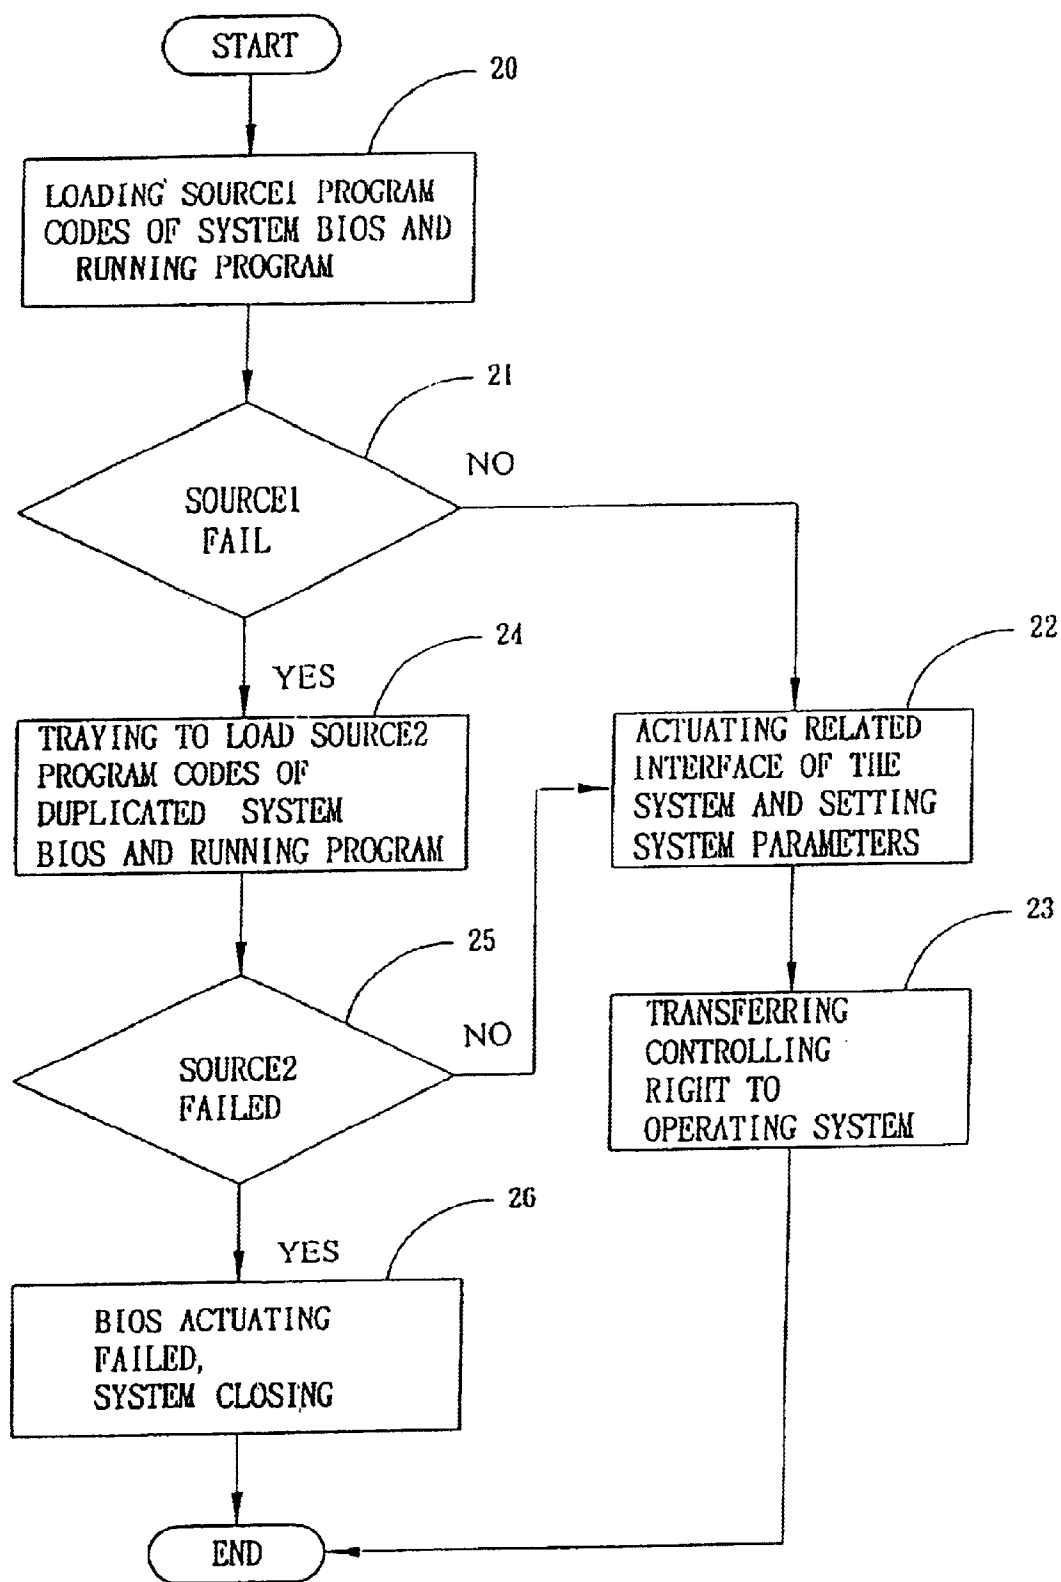 START
20
LOADING SOURCE1 PROGRAM
CODES OF SYSTEM BIOS AND
RUNNING PROGRAM
21
NO
SOURCE1
FAIL
24
22
YES
TRAYING TO LOAD SOURCE2
PROGRAM CODES OF
DUPLICATED SYSTEM
BIOS AND RUNNING PROGRAM
ACTUATING RELATED
INTERFACE OF THE
SYSTEM AND SETTING
SYSTEM PARAMETERS
25
23
NO
SOURCE2
FAILED
TRANSFERRING
CONTROLLING
RIGHT TO
OPERATING SYSTEM
26
YES
BIOS ACTUATING
FAILED,
SYSTEM CLOSING
END